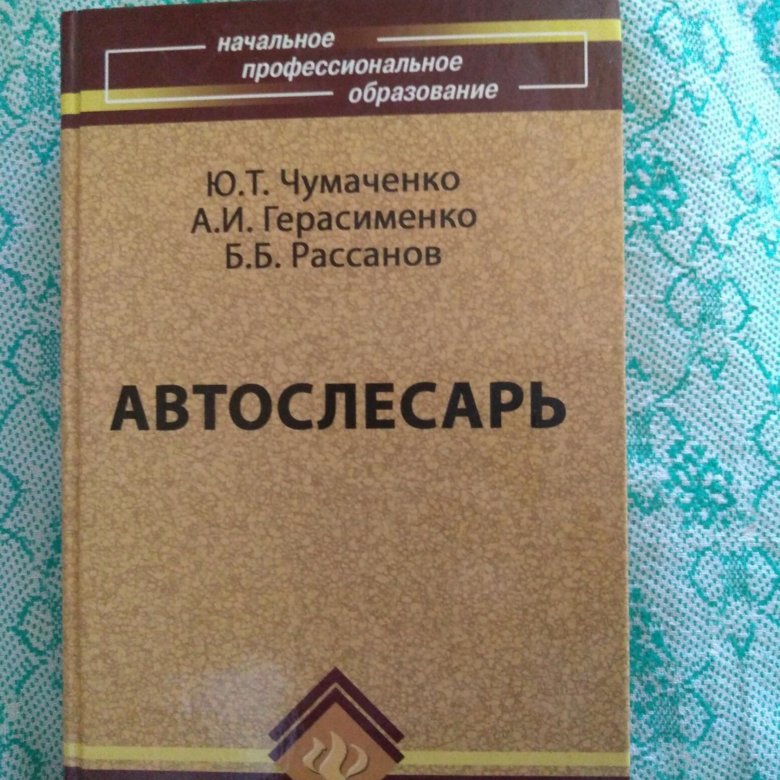 начальное
профессиональное
образование
Ю.Т. Чумаченко
А.И. Герасименко
Б.Б. Рассанов
АВТОСЛЕСАРЬ